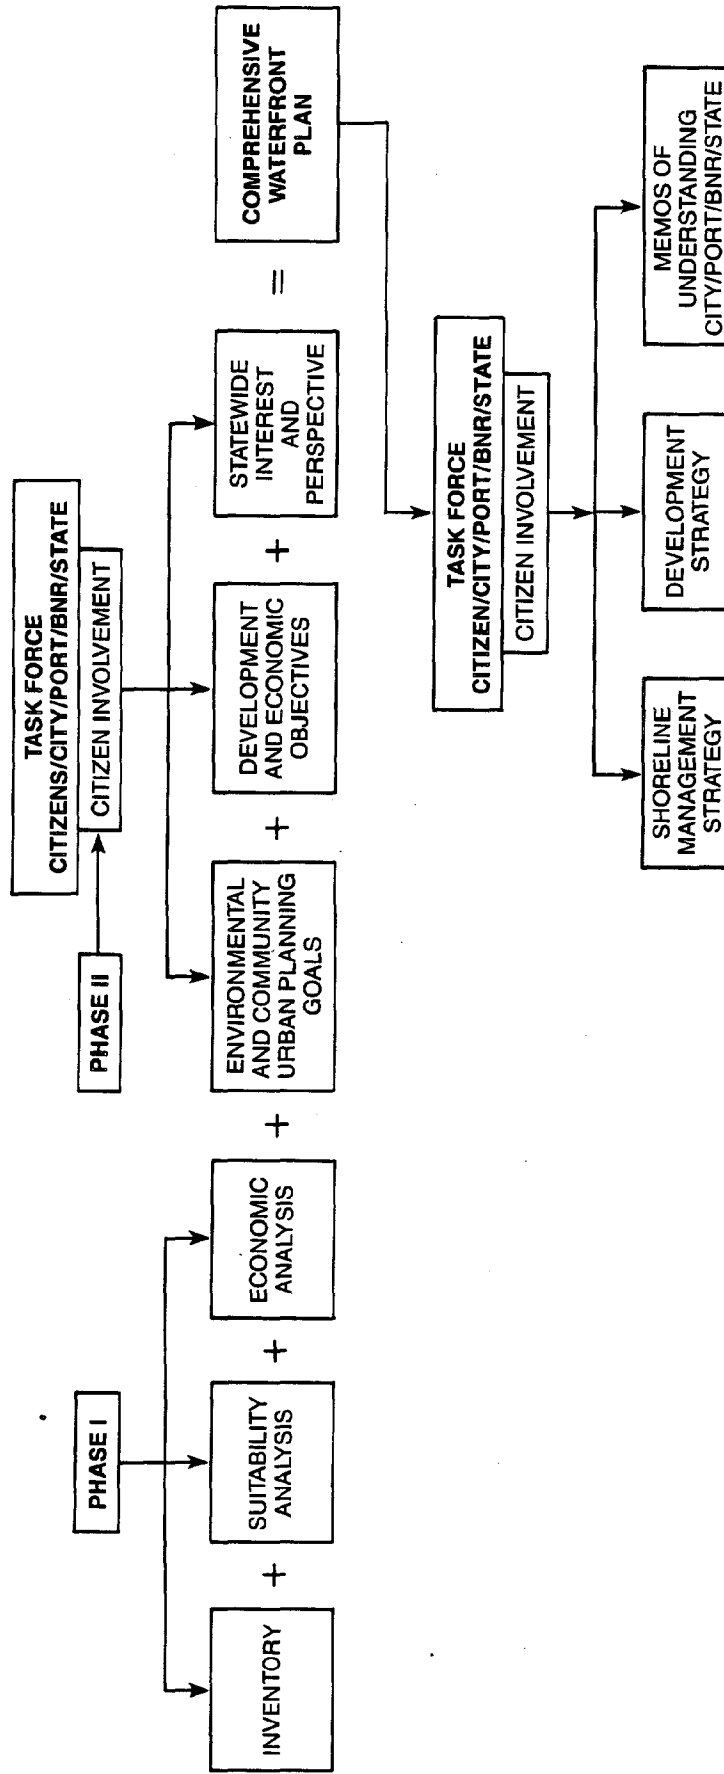 TASK FORCE
CITIZENS/CITY/PORT/BNR/STATE
CITIZEN INVOLVEMENT
PHASE I
PHASE II
INVENTORY
+
SUITABILITY
ANALYSIS
+
ECONOMIC
ANALYSIS
+
ENVIRONMENTAL
AND COMMUNITY
URBAN PLANNING
GOALS
+
DEVELOPMENT
AND ECONOMIC
OBJECTIVES
+
STATEWIDE
INTEREST
AND
PERSPECTIVE
=
COMPREHENSIVE
WATERFRONT
PLAN
TASK FORCE
CITIZEN/CITY/PORT/BNR/STATE
CITIZEN INVOLVEMENT
SHORELINE
MANAGEMENT
STRATEGY
DEVELOPMENT
STRATEGY
MEMOS OF
UNDERSTANDING
CITY/PORT/BNR/STATE